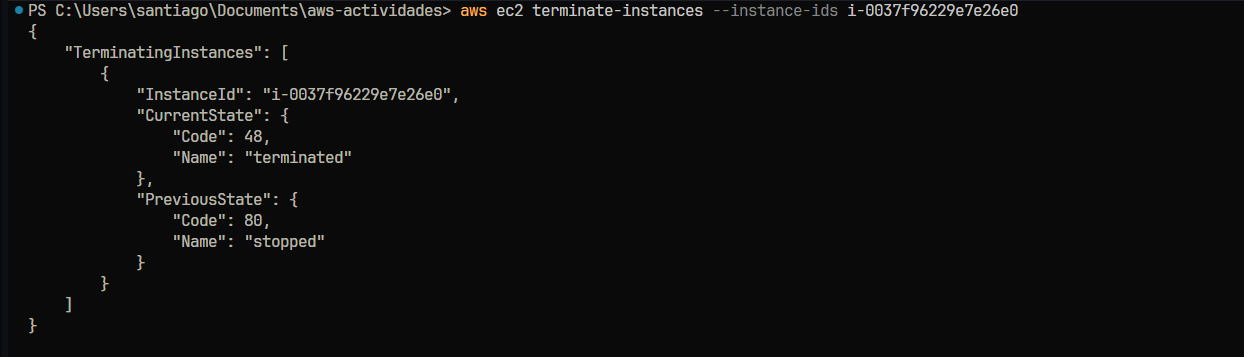 PS C:\Users\santiago\Documents\aws-actividades> aws ec2 terminate-instances --instance-ids i-0037f96229e7e26e0
{
    "TerminatingInstances": [
        {
            "InstanceId": "i-0037f96229e7e26e0",
            "CurrentState": {
                "Code": 48,
                "Name": "terminated"
            },
            "PreviousState": {
                "Code": 80,
                "Name": "stopped"
            }
        }
    ]
}